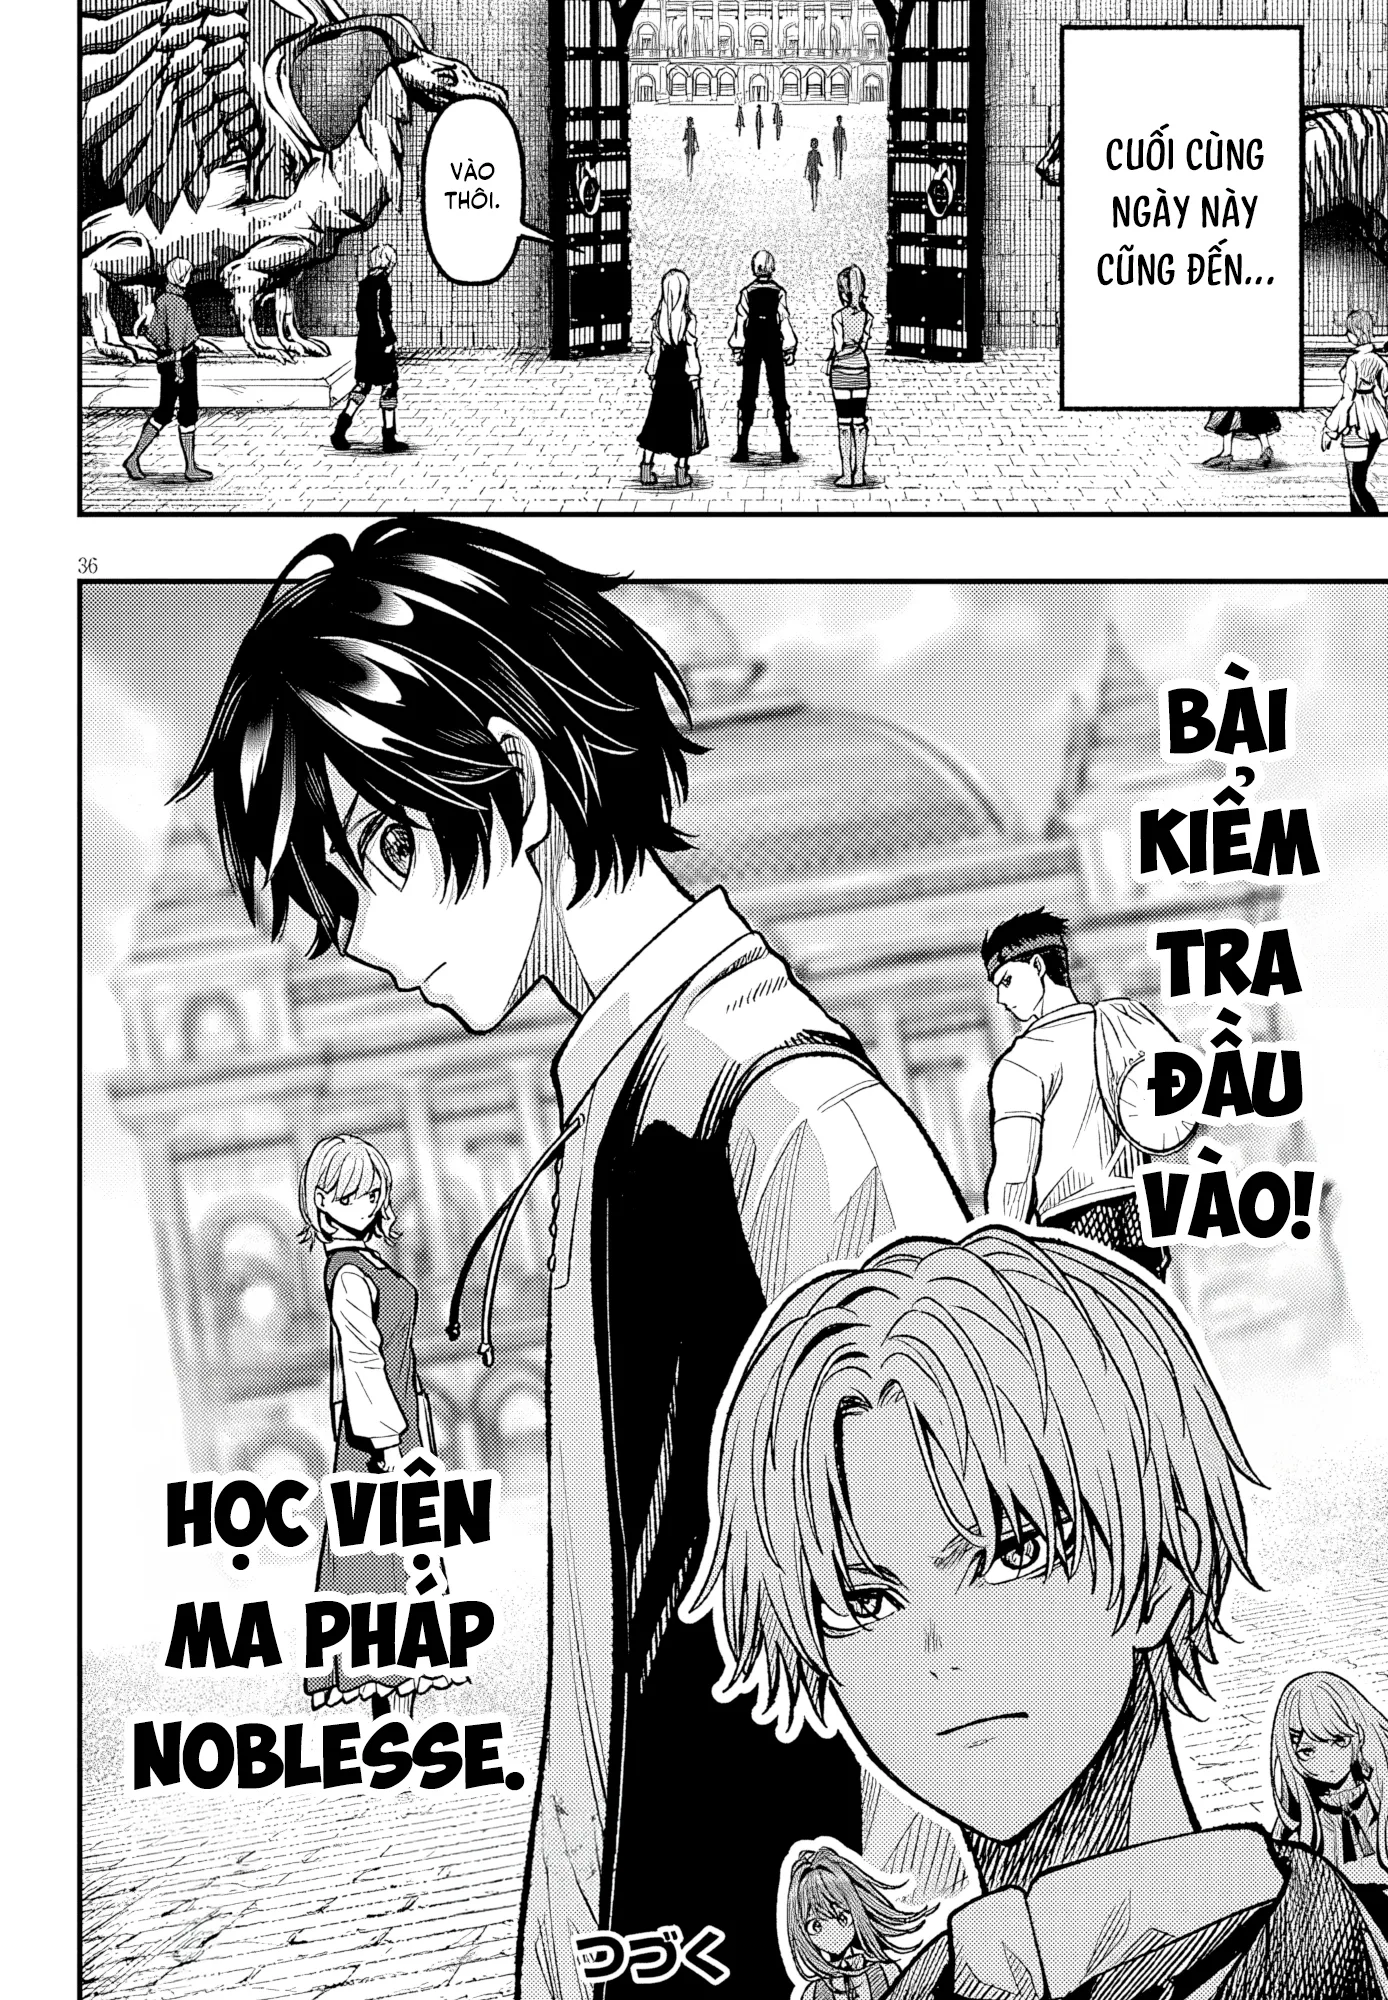 CUỐI CÙNG
NGÀY NÀY
CŨNG ĐẾN...
VÀO
THÔI.
36
BÀI
KIỂM
TRA
ĐẦU
VÀO!
HỌC VIỆN
MA PHÁP
NOBLESSE.
つづく